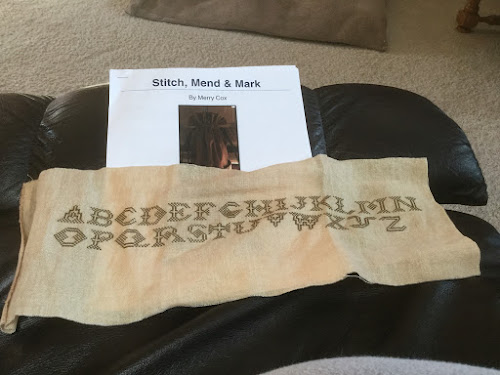 Stitch, Mend & Mark
By Merry Cox
ABCDEFGHIJKLMN
OPQRSTUVWXYZ